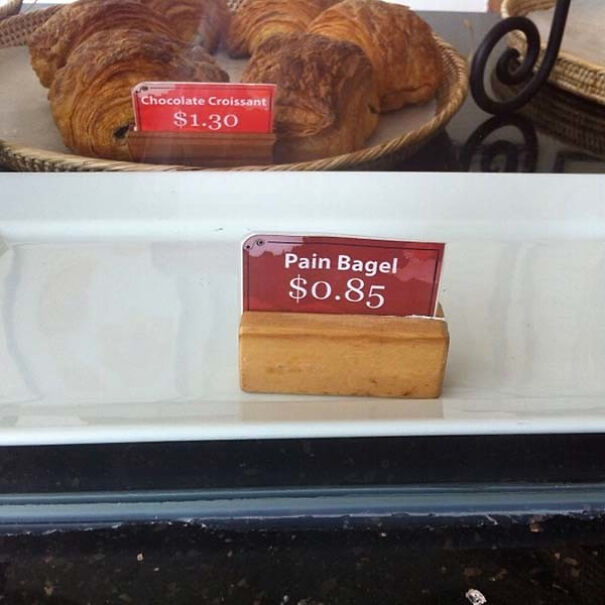 Chocolate Croissant
$1.30
Pain Bagel
$0.85